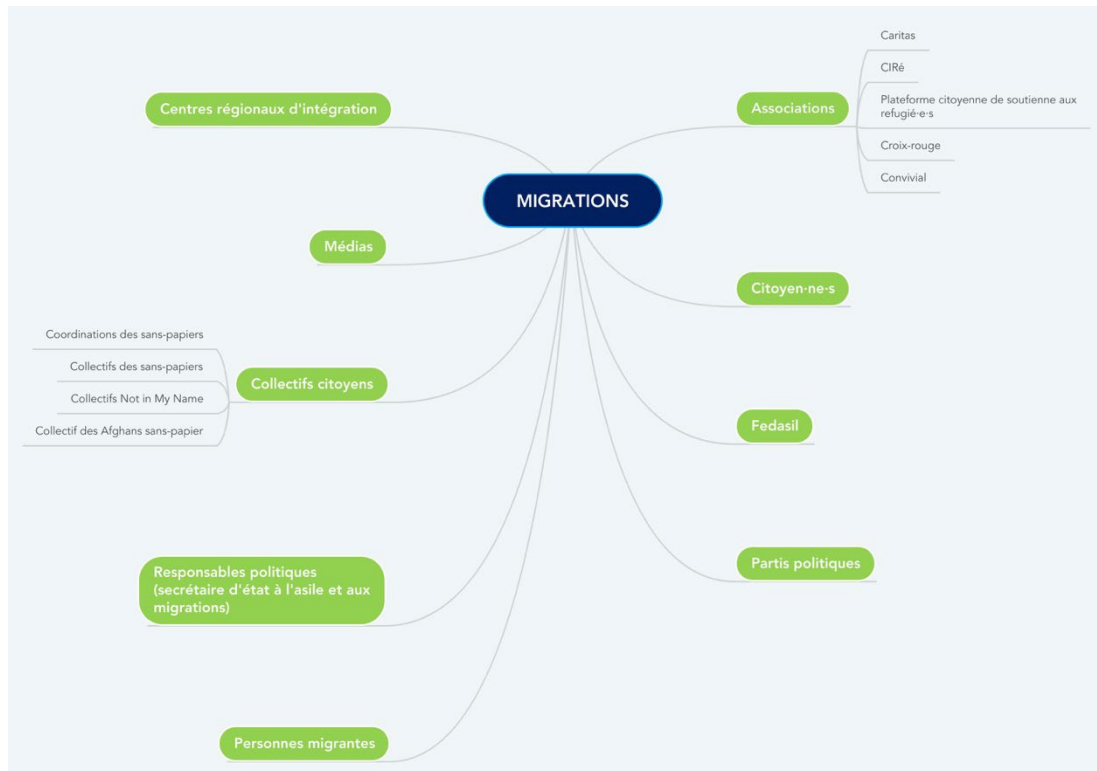 MIGRATIONS
Centres régionaux d'intégration
Médias
Collectifs citoyens
Coordinations des sans-papiers
Collectifs des sans-papiers
Collectifs Not in My Name
Collectif des Afghans sans-papier
Responsables politiques
(secrétaire d'état à l'asile et aux
migrations)
Personnes migrantes
Associations
Caritas
CIRé
Plateforme citoyenne de soutienne aux
refugié·e·s
Croix-rouge
Convivial
Citoyen·ne·s
Fedasil
Partis politiques